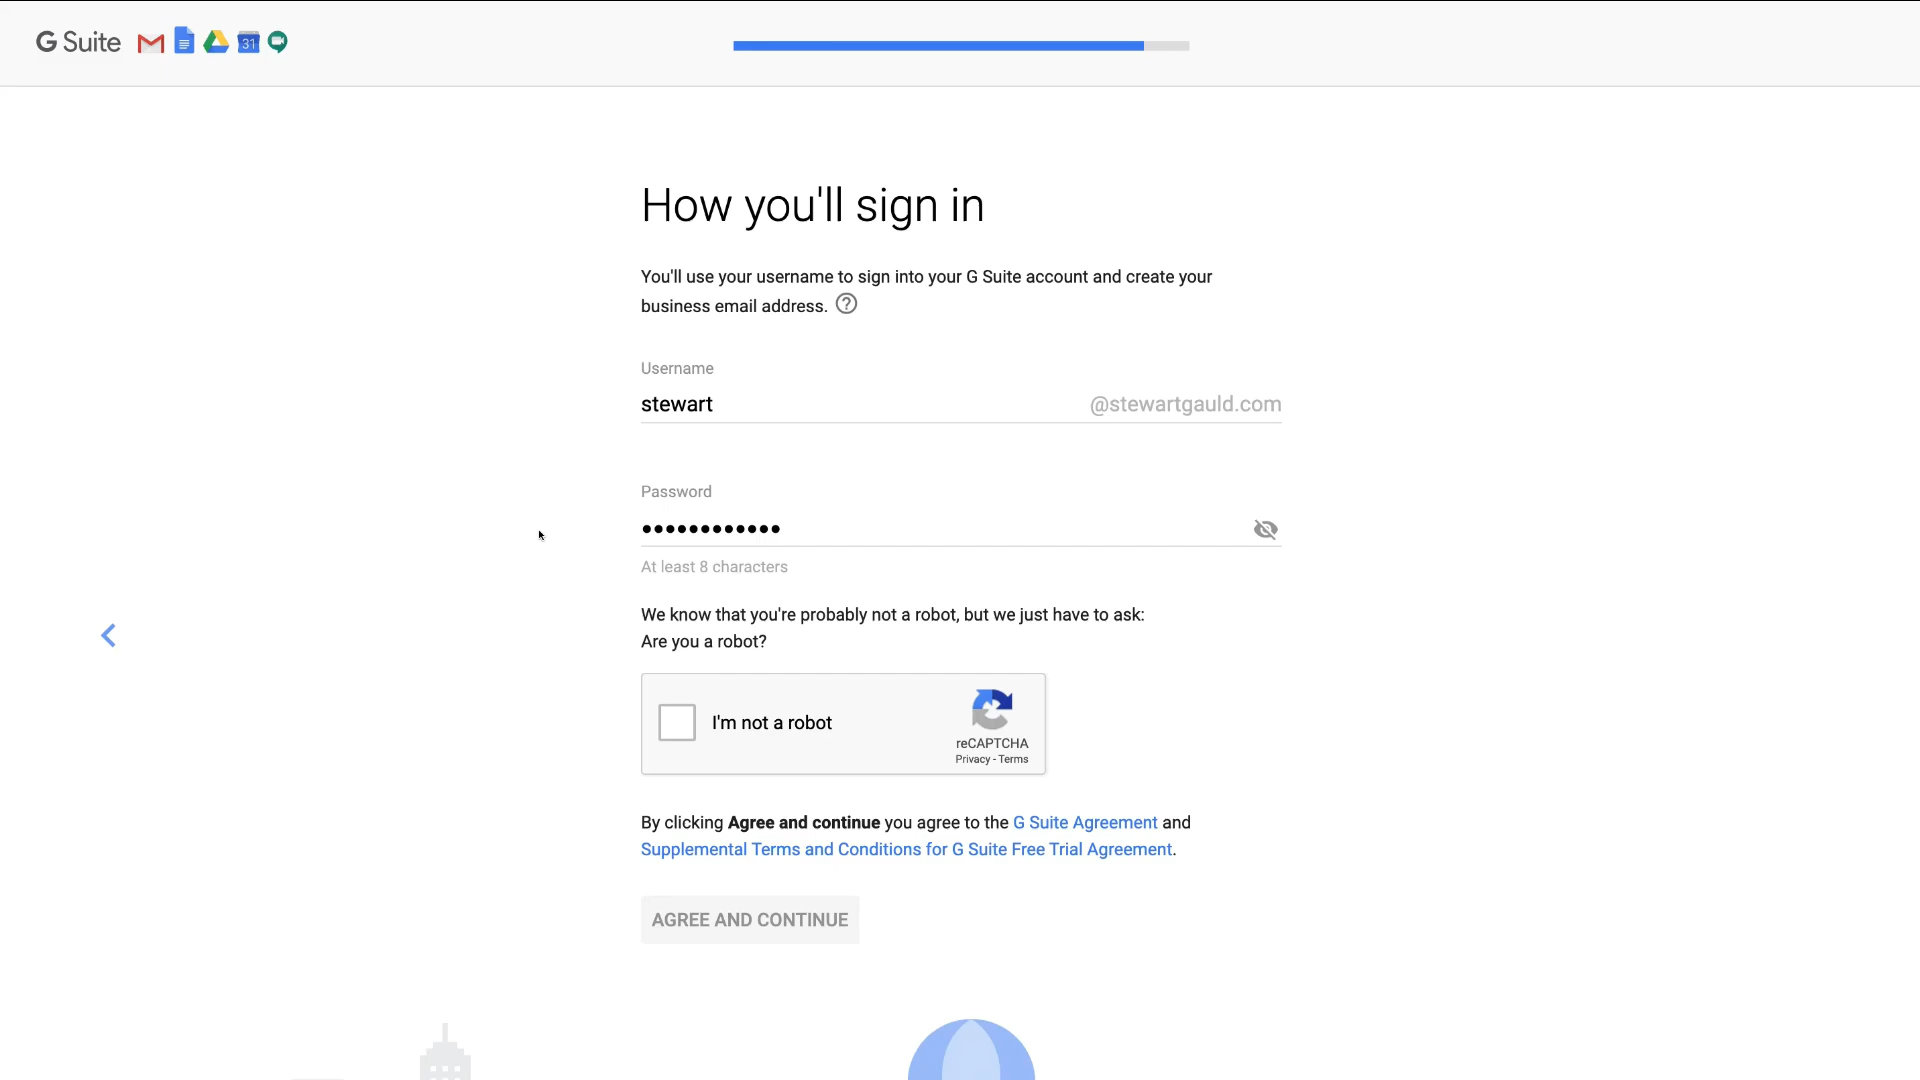 G Suite
31
How you'll sign in
You'll use your username to sign into your G Suite account and create your
business email address. ?
Username
stewart @stewartgauld.com
Password
••••••••••••
At least 8 characters
We know that you're probably not a robot, but we just have to ask:
Are you a robot?
I'm not a robot
reCAPTCHA
Privacy - Terms
By clicking Agree and continue you agree to the G Suite Agreement and
Supplemental Terms and Conditions for G Suite Free Trial Agreement.
AGREE AND CONTINUE